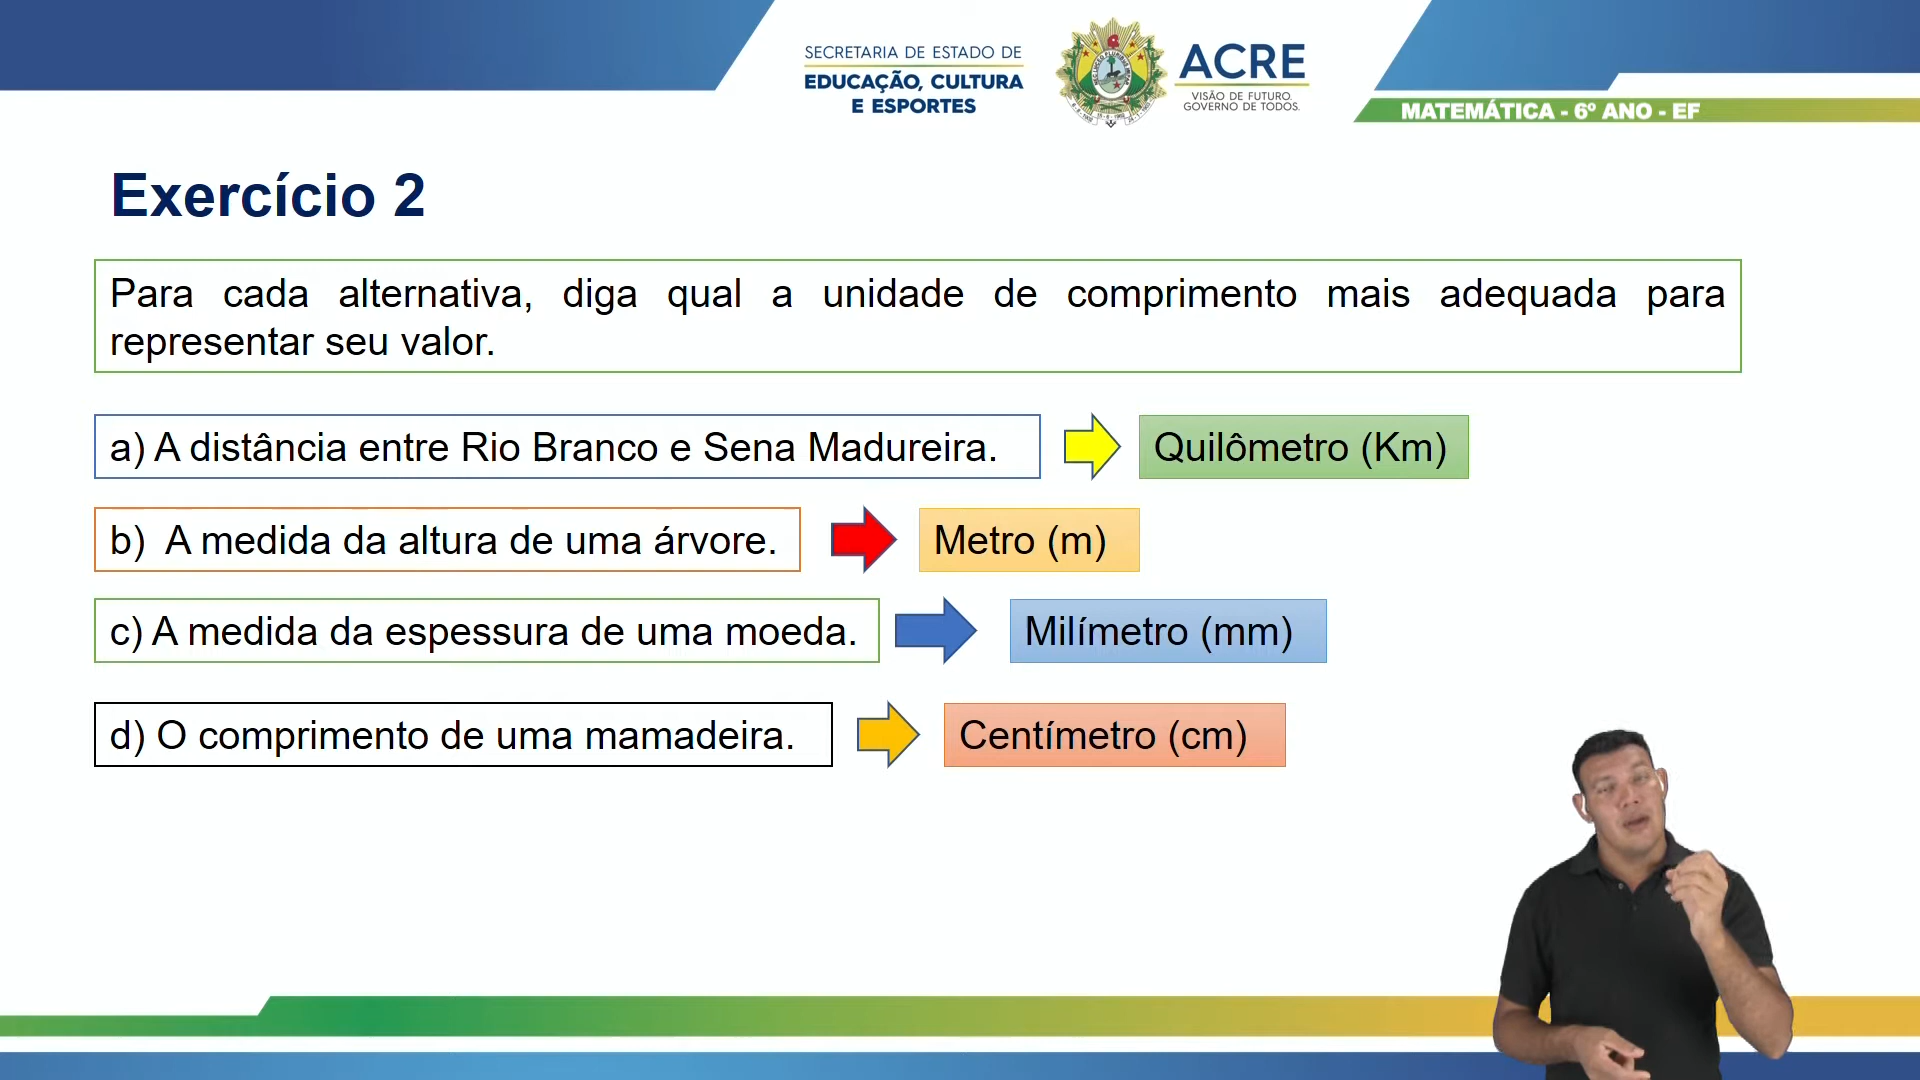 SECRETARIA DE ESTADO DE
EDUCAÇÃO, CULTURA
E ESPORTES
ACRE
VISÃO DE FUTURO.
GOVERNO DE TODOS.
MATEMÁTICA - 6º ANO - EF
Exercício 2
Para cada alternativa, diga qual a unidade de comprimento mais adequada para
representar seu valor.
a) A distância entre Rio Branco e Sena Madureira.
Quilômetro (Km)
b) A medida da altura de uma árvore.
Metro (m)
c) A medida da espessura de uma moeda.
Milímetro (mm)
d) O comprimento de uma mamadeira.
Centímetro (cm)